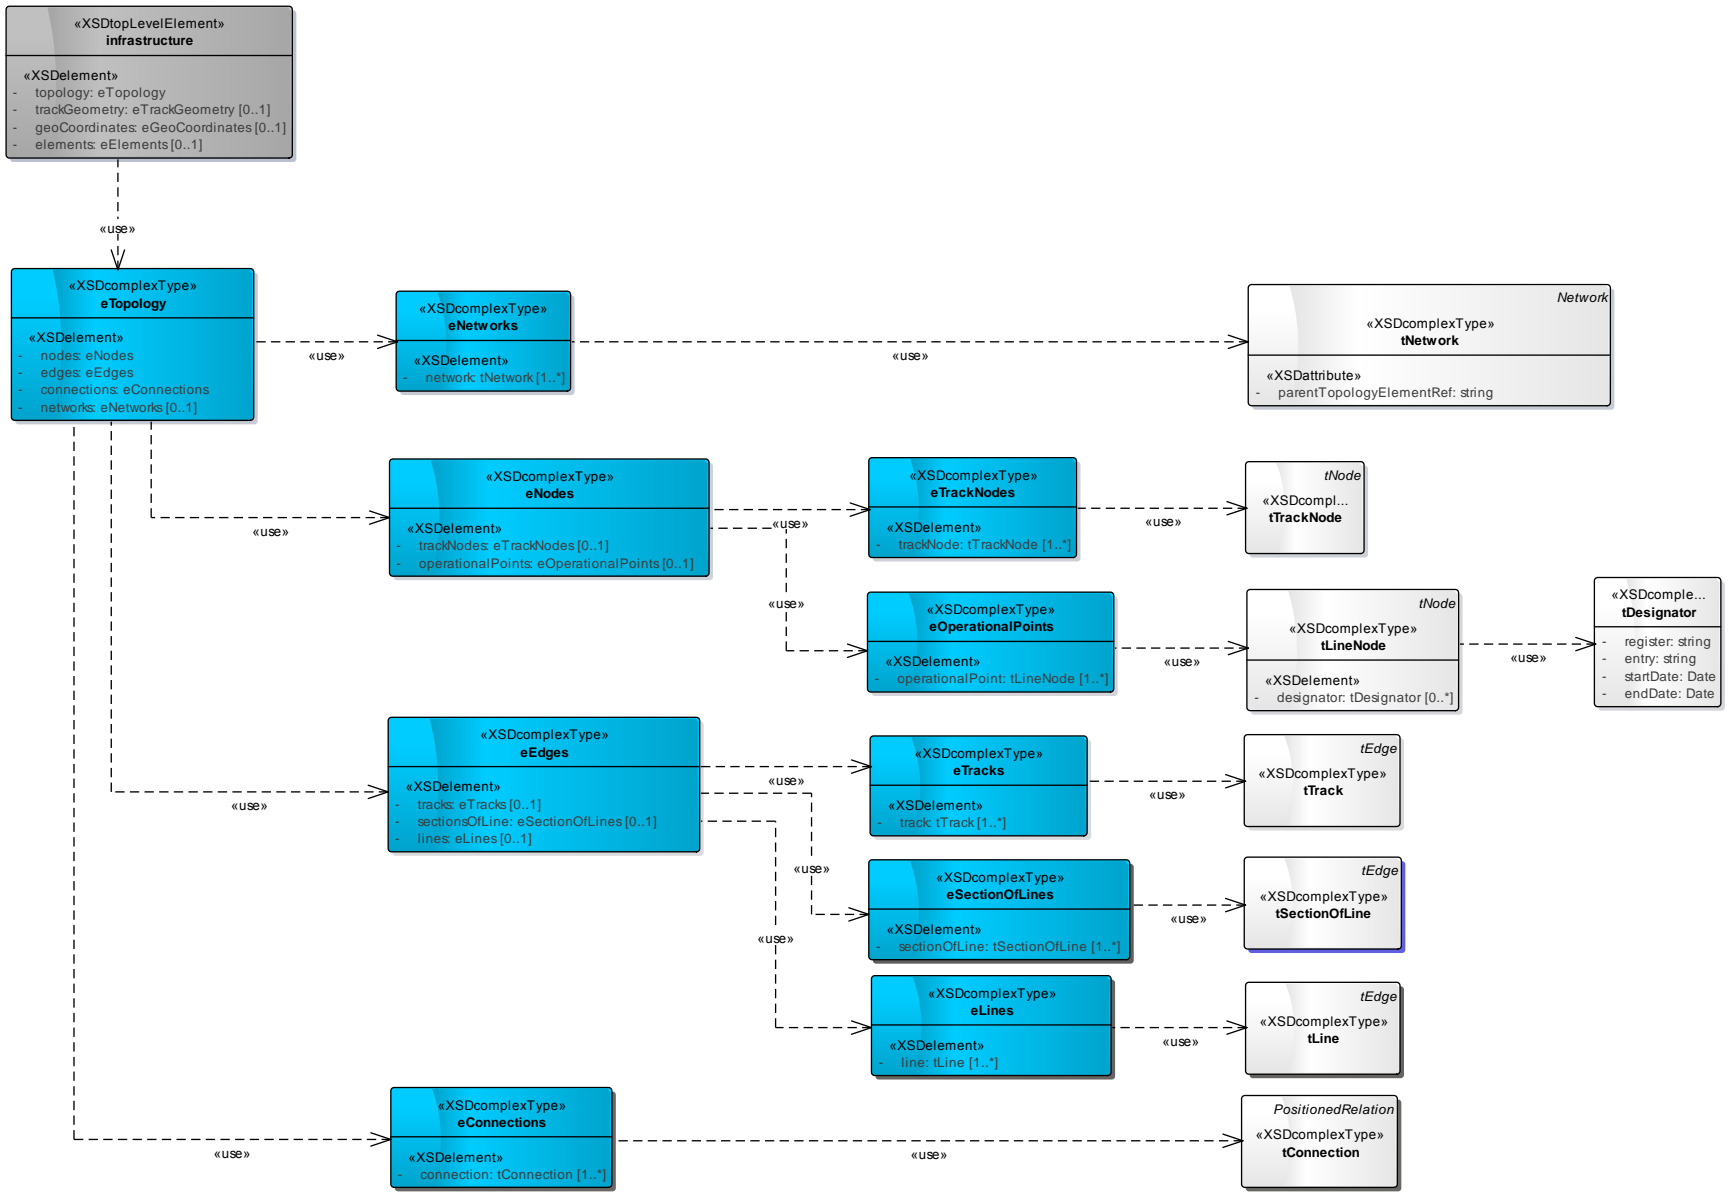 «XSDtopLevelElement»
infrastructure
«XSDelement»
- topology: eTopology
- trackGeometry: eTrackGeometry [0..1]
- geoCoordinates: eGeoCoordinates [0..1]
- elements: eElements [0..1]
«use»
«XSDcomplexType»
eTopology
«XSDelement»
- nodes: eNodes
- edges: eEdges
- connections: eConnections
- networks: eNetworks [0..1]
«use»
«XSDcomplexType»
eNetworks
«XSDelement»
- network: tNetwork [1..*]
«use»
Network
«XSDcomplexType»
tNetwork
«XSDattribute»
- parentTopologyElementRef: string
«use»
«XSDcomplexType»
eNodes
«XSDelement»
- trackNodes: eTrackNodes [0..1]
- operationalPoints: eOperationalPoints [0..1]
«use»
«XSDcomplexType»
eTrackNodes
«XSDelement»
- trackNode: tTrackNode [1..*]
«use»
tNode
«XSDcompl...
tTrackNode
«use»
«XSDcomplexType»
eOperationalPoints
«XSDelement»
- operationalPoint: tLineNode [1..*]
«use»
tNode
«XSDcomplexType»
tLineNode
«XSDelement»
- designator: tDesignator [0..*]
«use»
«XSDcomple...
tDesignator
- register: string
- entry: string
- startDate: Date
- endDate: Date
«use»
«XSDcomplexType»
eEdges
«XSDelement»
- tracks: eTracks [0..1]
- sectionsOfLine: eSectionOfLines [0..1]
- lines: eLines [0..1]
«use»
«XSDcomplexType»
eTracks
«XSDelement»
- track: tTrack [1..*]
«use»
tEdge
«XSDcomplexType»
tTrack
«use»
«XSDcomplexType»
eSectionOfLines
«XSDelement»
- sectionOfLine: tSectionOfLine [1..*]
«use»
tEdge
«XSDcomplexType»
tSectionOfLine
«use»
«XSDcomplexType»
eLines
«XSDelement»
- line: tLine [1..*]
«use»
tEdge
«XSDcomplexType»
tLine
«use»
«XSDcomplexType»
eConnections
«XSDelement»
- connection: tConnection [1..*]
«use»
PositionedRelation
«XSDcomplexType»
tConnection